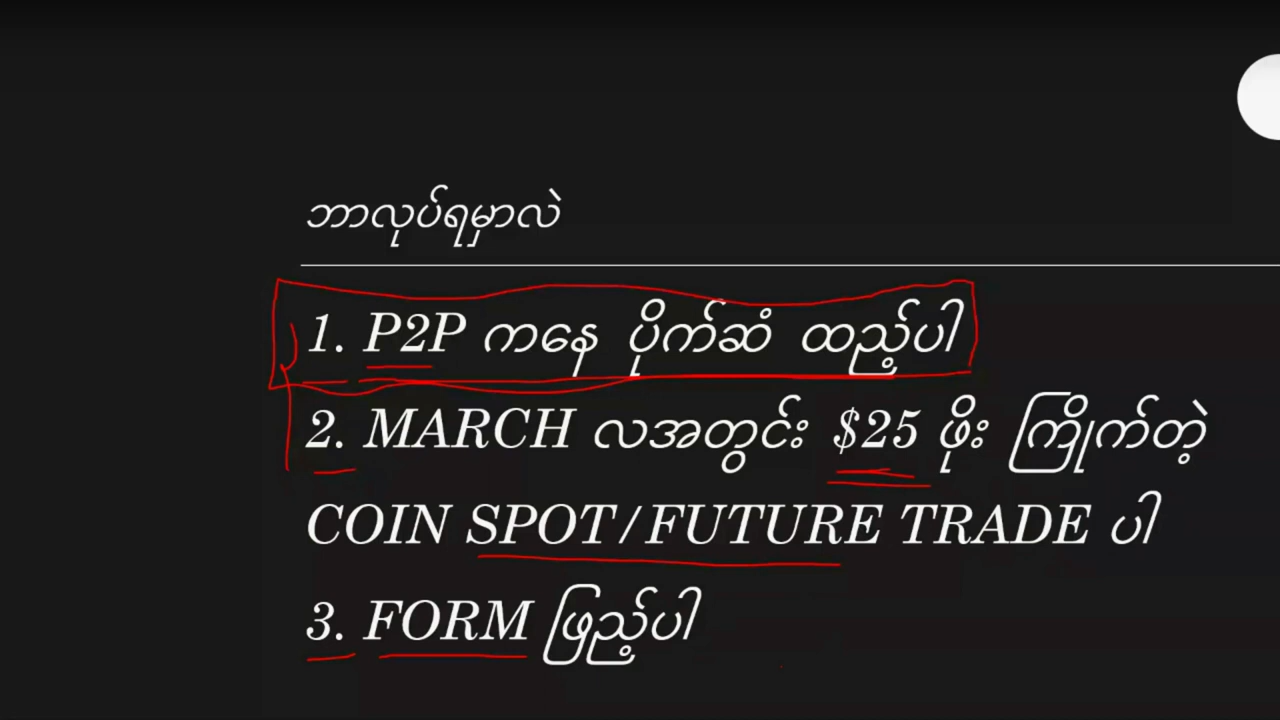 ဘာလုပ်ရမှာလဲ
1. P2P ကနေ ပိုက်ဆံ ထည့်ပါ
2. MARCH လအတွင်း $25 ဖိုး ကြိုက်တဲ့
COIN SPOT/FUTURE TRADE ပါ
3. FORM ဖြည့်ပါ